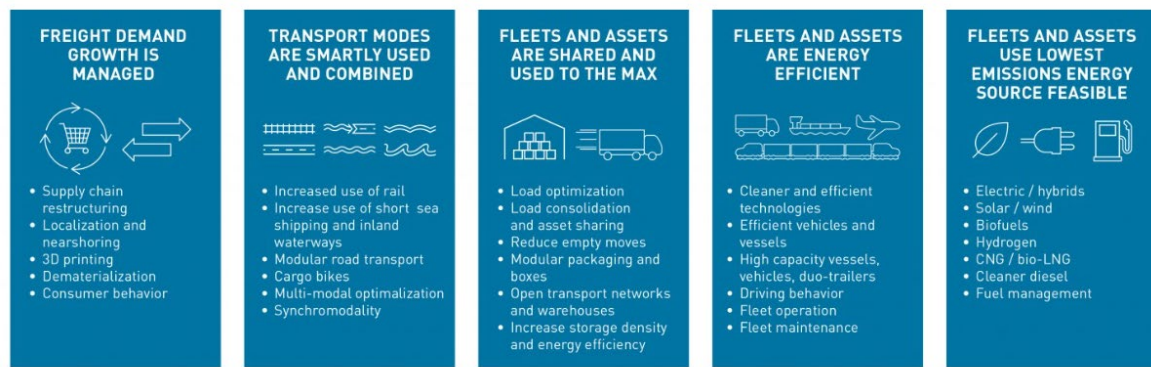 FREIGHT DEMAND
GROWTH IS
MANAGED
• Supply chain
restructuring
• Localization and
nearshoring
• 3D printing
• Dematerialization
• Consumer behavior
TRANSPORT MODES
ARE SMARTLY USED
AND COMBINED
• Increased use of rail
• Increase use of short sea
shipping and inland
waterways
• Modular road transport
• Cargo bikes
• Multi-modal optimalization
• Synchromodality
FLEETS AND ASSETS
ARE SHARED AND
USED TO THE MAX
• Load optimization
• Load consolidation
and asset sharing
• Reduce empty moves
• Modular packaging and
boxes
• Open transport networks
and warehouses
• Increase storage density
and energy efficiency
FLEETS AND ASSETS
ARE ENERGY
EFFICIENT
• Cleaner and efficient
technologies
• Efficient vehicles and
vessels
• High capacity vessels,
vehicles, duo-trailers
• Driving behavior
• Fleet operation
• Fleet maintenance
FLEETS AND ASSETS
USE LOWEST
EMISSIONS ENERGY
SOURCE FEASIBLE
• Electric / hybrids
• Solar / wind
• Biofuels
• Hydrogen
• CNG / bio-LNG
• Cleaner diesel
• Fuel management